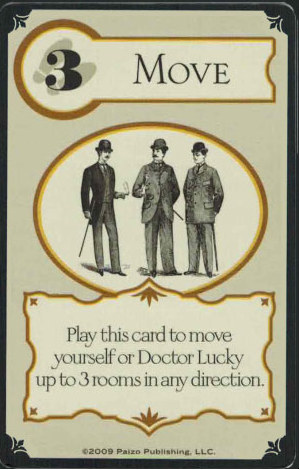 3 MOVE
Play this card to move
yourself or Doctor Lucky
up to 3 rooms in any direction.
©2009 Paizo Publishing, LLC.